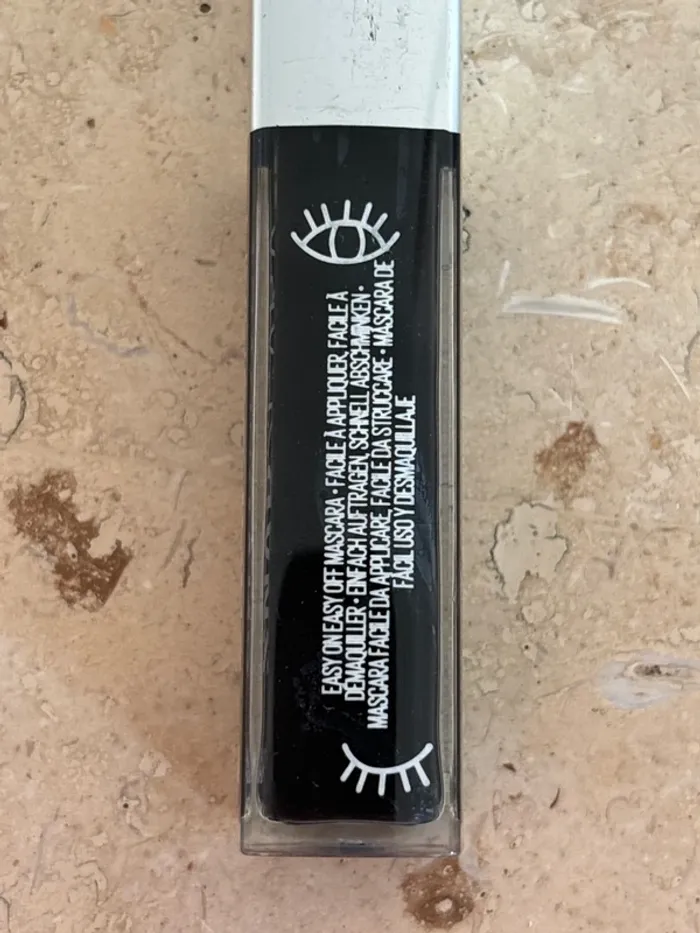 EASY ON EASY OFF MASCARA • FACILE À APPLIQUER, FACILE À
DÉMAQUILLER • EINFACH AUFTRAGEN, SCHNELL ABSCHMINKEN •
MASCARA FACILE DA APPLICARE, FACILE DA STRUCCARE • MÁSCARA DE
FÁCIL USO Y DESMAQUILLAJE